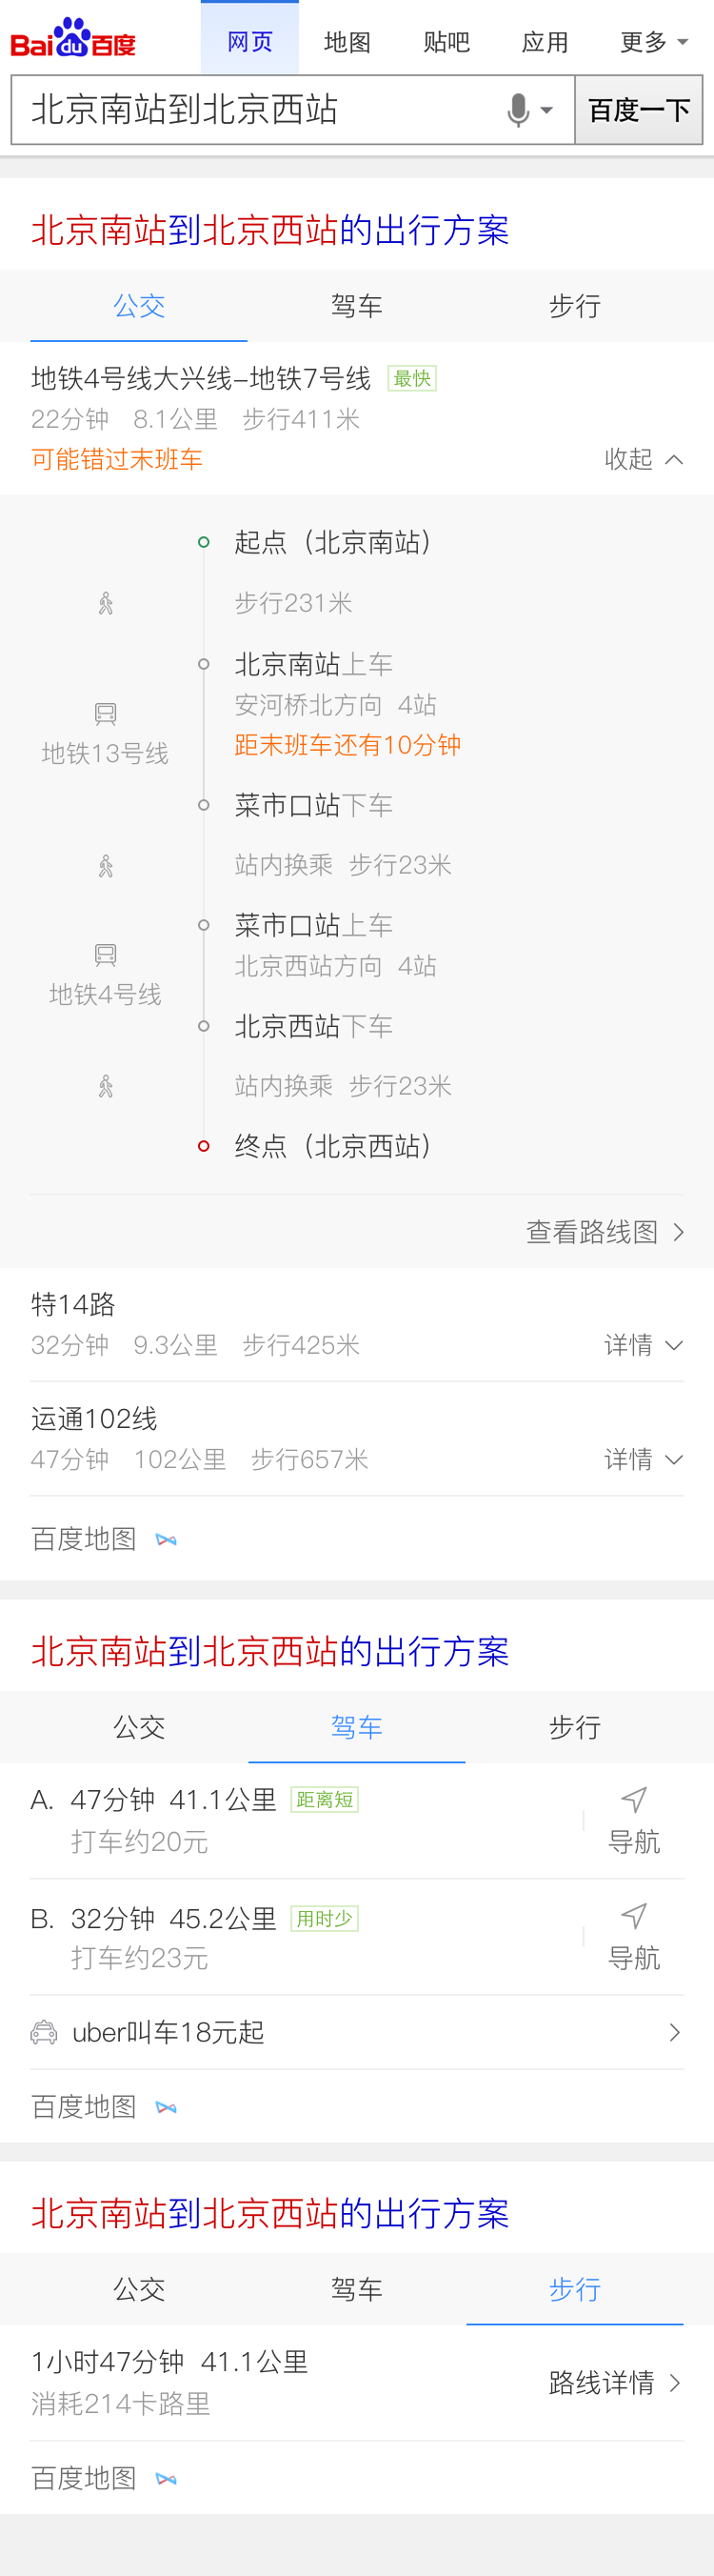 Bai du 百度
网页 地图 贴吧 应用 更多
北京南站到北京西站 百度一下
北京南站到北京西站的出行方案
公交 驾车 步行
地铁4号线大兴线–地铁7号线 最快
22分钟 8.1公里 步行411米
可能错过末班车 收起
起点（北京南站）
步行231米
北京南站上车
安河桥北方向 4站
地铁13号线
距末班车还有10分钟
菜市口站下车
站内换乘 步行23米
菜市口站上车
北京西站方向 4站
地铁4号线
北京西站下车
站内换乘 步行23米
终点（北京西站）
查看路线图
特14路
32分钟 9.3公里 步行425米 详情
运通102线
47分钟 102公里 步行657米 详情
百度地图
北京南站到北京西站的出行方案
公交 驾车 步行
A. 47分钟 41.1公里 距离短
打车约20元 导航
B. 32分钟 45.2公里 用时少
打车约23元 导航
uber叫车18元起
百度地图
北京南站到北京西站的出行方案
公交 驾车 步行
1小时47分钟 41.1公里
路线详情
消耗214卡路里
百度地图